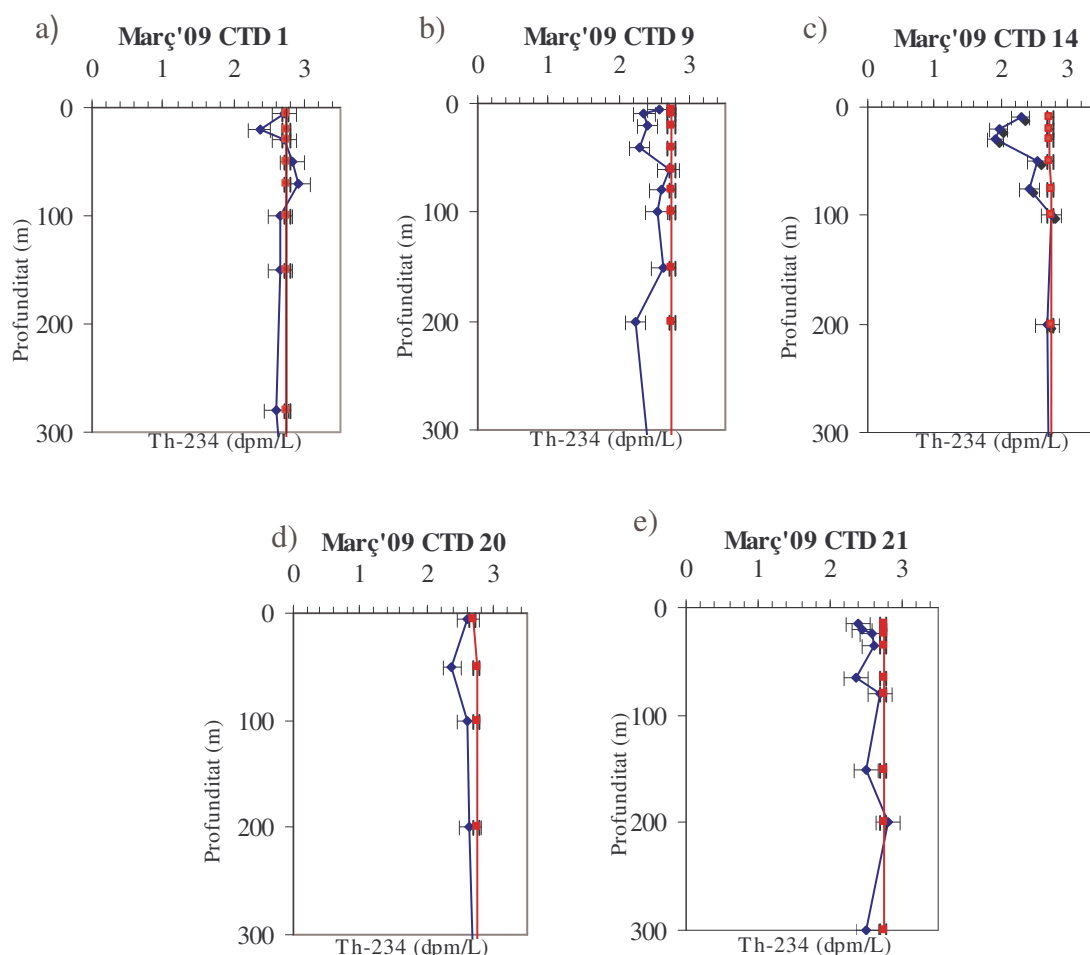 a)
Març'09 CTD 1
0 1 2 3
0
100
200
300
Profunditat (m)
Th-234 (dpm/L)
b)
Març'09 CTD 9
0 1 2 3
0
100
200
300
Profunditat (m)
Th-234 (dpm/L)
c)
Març'09 CTD 14
0 1 2 3
0
100
200
300
Profunditat (m)
Th-234 (dpm/L)
d)
Març'09 CTD 20
0 1 2 3
0
100
200
300
Profunditat (m)
Th-234 (dpm/L)
e)
Març'09 CTD 21
0 1 2 3
0
100
200
300
Profunditat (m)
Th-234 (dpm/L)